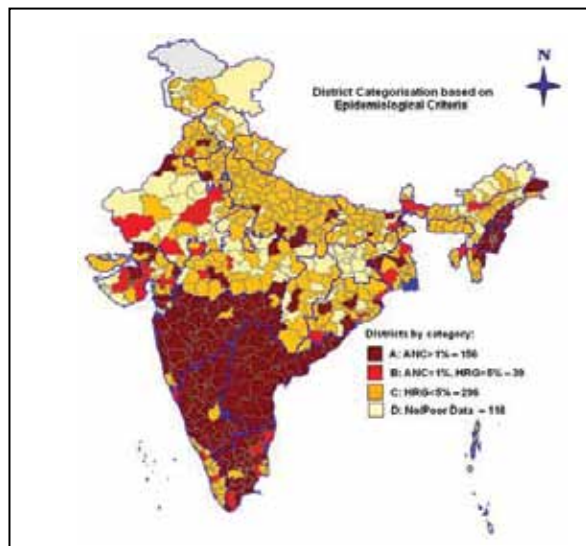 N
District Categorisation based on
Epidemiological Criteria
Districts by category:
A: ANC>1% = 156
B: ANC<1%, HRG>5% = 39
C: HRG<5% = 296
D: No/Poor Data = 118